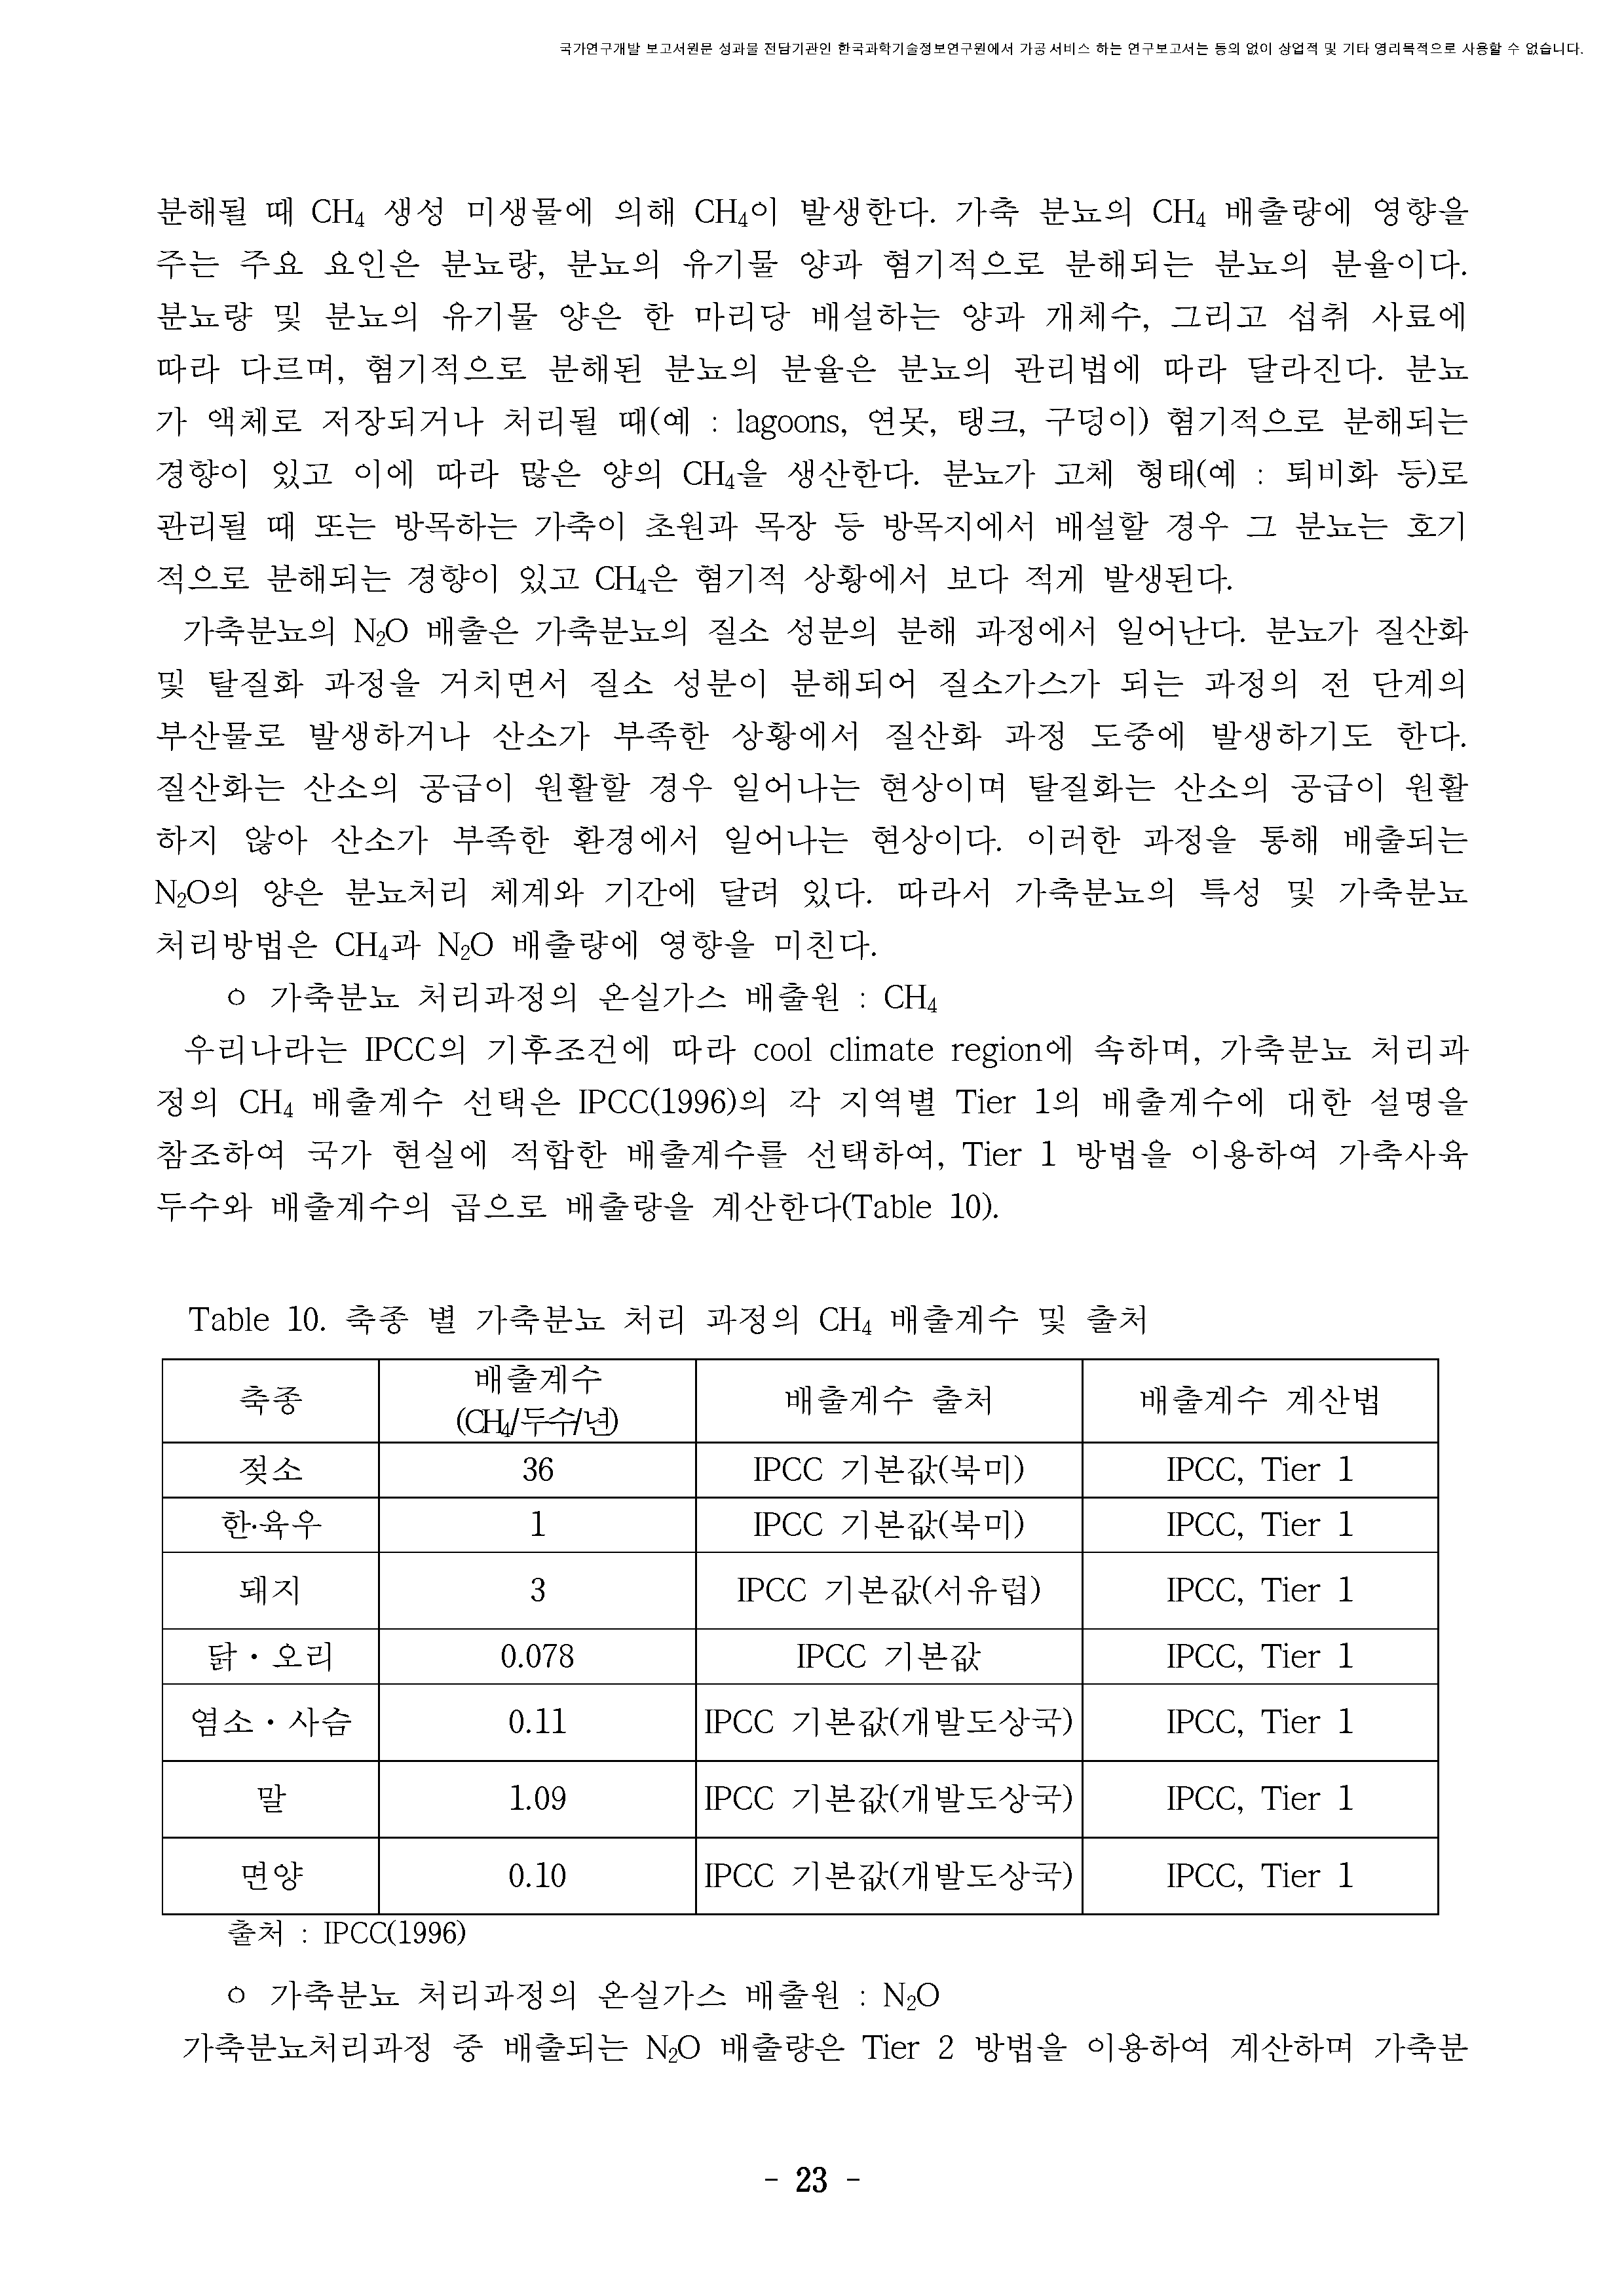 국가연구개발 보고서원문 성과물 전담기관인 한국과학기술정보연구원에서 가공·서비스 하는 연구보고서는 동의 없이 상업적 및 기타 영리목적으로 사용할 수 없습니다.
분해될 때 CH₄ 생성 미생물에 의해 CH₄이 발생한다. 가축 분뇨의 CH₄ 배출량에 영향을
주는 주요 요인은 분뇨량, 분뇨의 유기물 양과 혐기적으로 분해되는 분뇨의 분율이다.
분뇨량 및 분뇨의 유기물 양은 한 마리당 배설하는 양과 개체수, 그리고 섭취 사료에
따라 다르며, 혐기적으로 분해된 분뇨의 분율은 분뇨의 관리법에 따라 달라진다. 분뇨
가 액체로 저장되거나 처리될 때(예 : lagoons, 연못, 탱크, 구덩이) 혐기적으로 분해되는
경향이 있고 이에 따라 많은 양의 CH₄을 생산한다. 분뇨가 고체 형태(예 : 퇴비화 등)로
관리될 때 또는 방목하는 가축이 초원과 목장 등 방목지에서 배설할 경우 그 분뇨는 호기
적으로 분해되는 경향이 있고 CH₄은 혐기적 상황에서 보다 적게 발생된다.
가축분뇨의 N₂O 배출은 가축분뇨의 질소 성분의 분해 과정에서 일어난다. 분뇨가 질산화
및 탈질화 과정을 거치면서 질소 성분이 분해되어 질소가스가 되는 과정의 전 단계의
부산물로 발생하거나 산소가 부족한 상황에서 질산화 과정 도중에 발생하기도 한다.
질산화는 산소의 공급이 원활할 경우 일어나는 현상이며 탈질화는 산소의 공급이 원활
하지 않아 산소가 부족한 환경에서 일어나는 현상이다. 이러한 과정을 통해 배출되는
N₂O의 양은 분뇨처리 체계와 기간에 달려 있다. 따라서 가축분뇨의 특성 및 가축분뇨
처리방법은 CH₄과 N₂O 배출량에 영향을 미친다.
ㅇ 가축분뇨 처리과정의 온실가스 배출원 : CH₄
우리나라는 IPCC의 기후조건에 따라 cool climate region에 속하며, 가축분뇨 처리과
정의 CH₄ 배출계수 선택은 IPCC(1996)의 각 지역별 Tier 1의 배출계수에 대한 설명을
참조하여 국가 현실에 적합한 배출계수를 선택하여, Tier 1 방법을 이용하여 가축사육
두수와 배출계수의 곱으로 배출량을 계산한다(Table 10).
Table 10. 축종 별 가축분뇨 처리 과정의 CH₄ 배출계수 및 출처
축종 배출계수 (CH₄/두수/년) 배출계수 출처 배출계수 계산법
젖소 36 IPCC 기본값(북미) IPCC, Tier 1
한·육우 1 IPCC 기본값(북미) IPCC, Tier 1
돼지 3 IPCC 기본값(서유럽) IPCC, Tier 1
닭·오리 0.078 IPCC 기본값 IPCC, Tier 1
염소·사슴 0.11 IPCC 기본값(개발도상국) IPCC, Tier 1
말 1.09 IPCC 기본값(개발도상국) IPCC, Tier 1
면양 0.10 IPCC 기본값(개발도상국) IPCC, Tier 1
출처 : IPCC(1996)
ㅇ 가축분뇨 처리과정의 온실가스 배출원 : N₂O
가축분뇨처리과정 중 배출되는 N₂O 배출량은 Tier 2 방법을 이용하여 계산하며 가축분
- 23 -